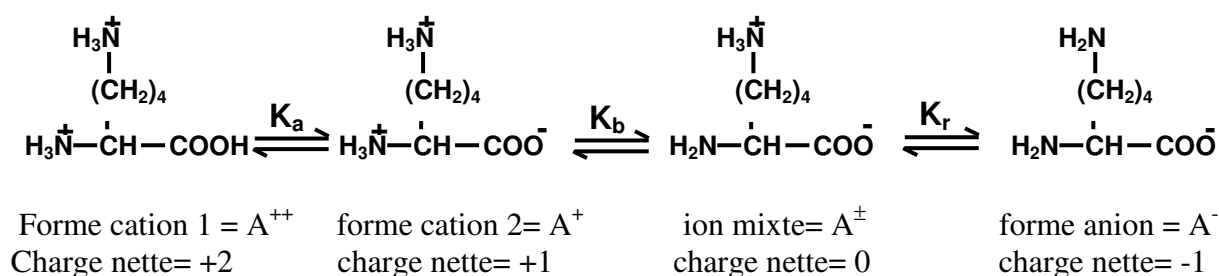 H₃N⁺ H₃N⁺ H₃N⁺ H₂N
(CH₂)₄ (CH₂)₄ (CH₂)₄ (CH₂)₄
Kₐ K_b K_r
H₃N⁺—CH—COOH H₃N⁺—CH—COO⁻ H₂N—CH—COO⁻ H₂N—CH—COO⁻
Forme cation 1 = A⁺⁺ forme cation 2= A⁺ ion mixte= A^± forme anion = A⁻
Charge nette= +2 charge nette= +1 charge nette= 0 charge nette= -1